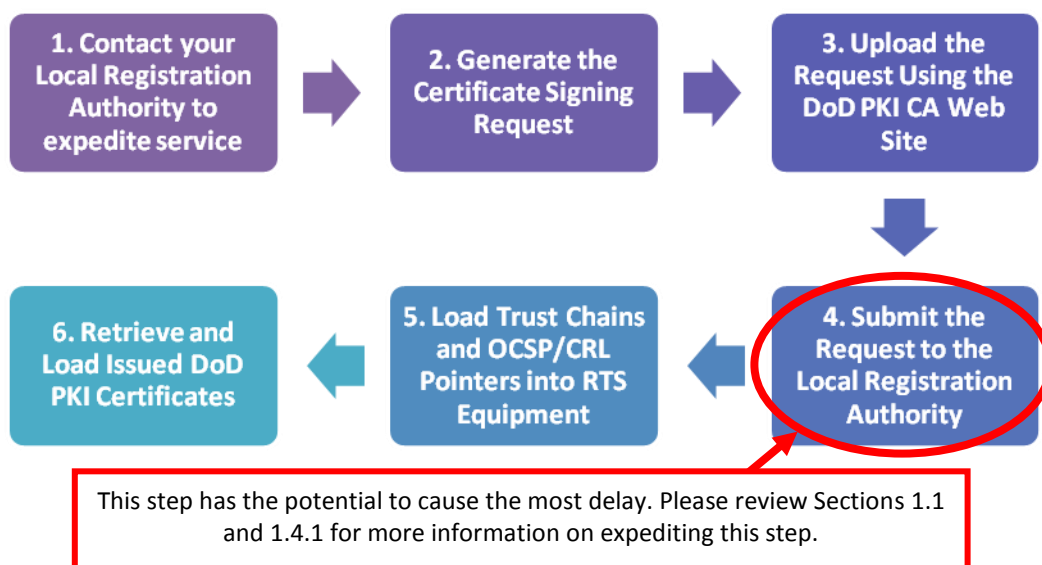 1. Contact your
Local Registration
Authority to
expedite service
2. Generate the
Certificate Signing
Request
3. Upload the
Request Using the
DoD PKI CA Web
Site
4. Submit the
Request to the
Local Registration
Authority
5. Load Trust Chains
and OCSP/CRL
Pointers into RTS
Equipment
6. Retrieve and
Load Issued DoD
PKI Certificates
This step has the potential to cause the most delay. Please review Sections 1.1
and 1.4.1 for more information on expediting this step.